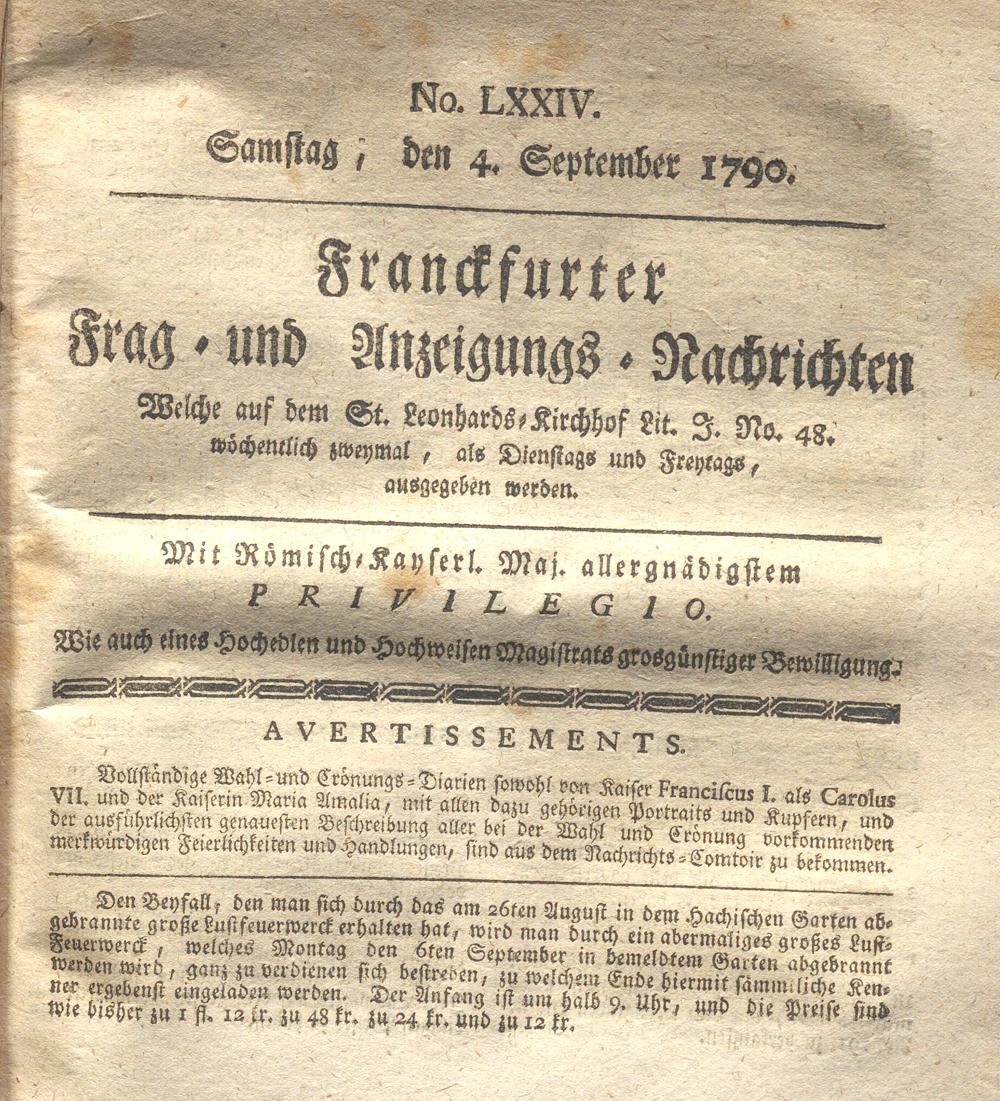 No. LXXIV.
Samstag, den 4. September 1790.
Franckfurter
Frag- und Anzeigungs-Nachrichten
Welche auf dem St. Leonhards-Kirchhof Lit. J. No. 48.
wöchentlich zweymal, als Dienstags und Freytags,
ausgegeben werden.
Mit Römisch-Kayserl. Maj. allergnädigstem
PRIVILEGIO.
Wie auch eines Hochedlen und Hochweisen Magistrats grosgünstiger Bewilligung.
AVERTISSEMENTS.
Vollständige Wahl- und Crönungs-Diarien sowohl von Kaiser Franciscus I. als Carolus
VII. und der Kaiserin Maria Amalia, mit allen dazu gehörigen Portraits und Kupfern, und
der ausführlichsten genauesten Beschreibung aller bei der Wahl und Crönung vorkommenden
merkwürdigen Feierlichkeiten und Handlungen, sind aus dem Nachrichts-Comtoir zu bekommen.
Den Beyfall, den man sich durch das am 26ten August in dem Hachischen Garten ab-
gebrannte große Lustfeuerwerck erhalten hat, wird man durch ein abermaliges großes Lust-
Feuerwerck, welches Montag den 6ten September in bemeldtem Garten abgebrannt
werden wird, ganz zu verdienen sich bestreben, zu welchem Ende hiermit sämmtliche Ken-
ner ergebenst eingeladen werden. Der Anfang ist um halb 9. Uhr, und die Preise sind
wie bisher zu 1 fl. 12 kr. zu 48 kr. zu 24 kr. und zu 12 kr.